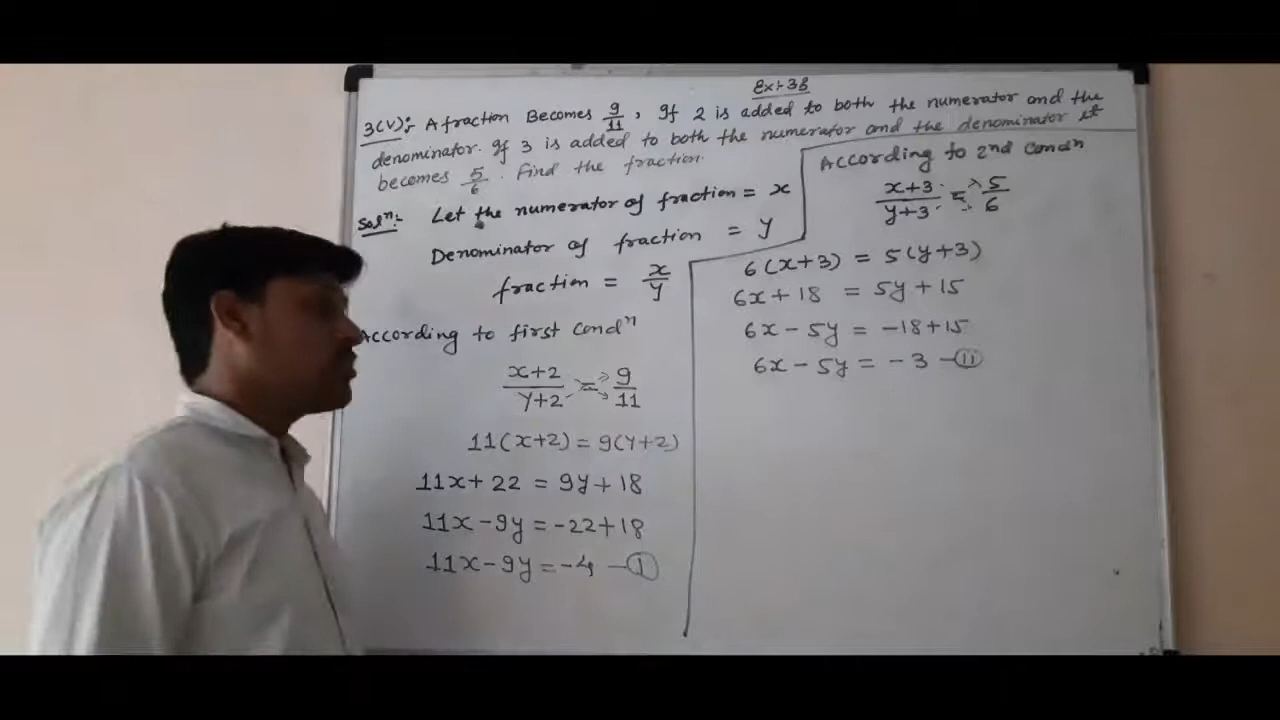 Ex:- 3.3
3(V):- A fraction Becomes 9/11, If 2 is added to both the numerator and the
denominator. If 3 is added to both the numerator and the denominator it
becomes 5/6. Find the fraction.
Solⁿ:- Let the numerator of fraction = x
Denominator of fraction = y
fraction = x/y
According to first condⁿ
x+2/y+2 = 9/11
11(x+2) = 9(y+2)
11x+22 = 9y+18
11x-9y = -22+18
11x-9y = -4 -①
According to 2nd condn
x+3/y+3 = 5/6
6(x+3) = 5(y+3)
6x+18 = 5y+15
6x-5y = -18+15
6x-5y = -3 -⑪